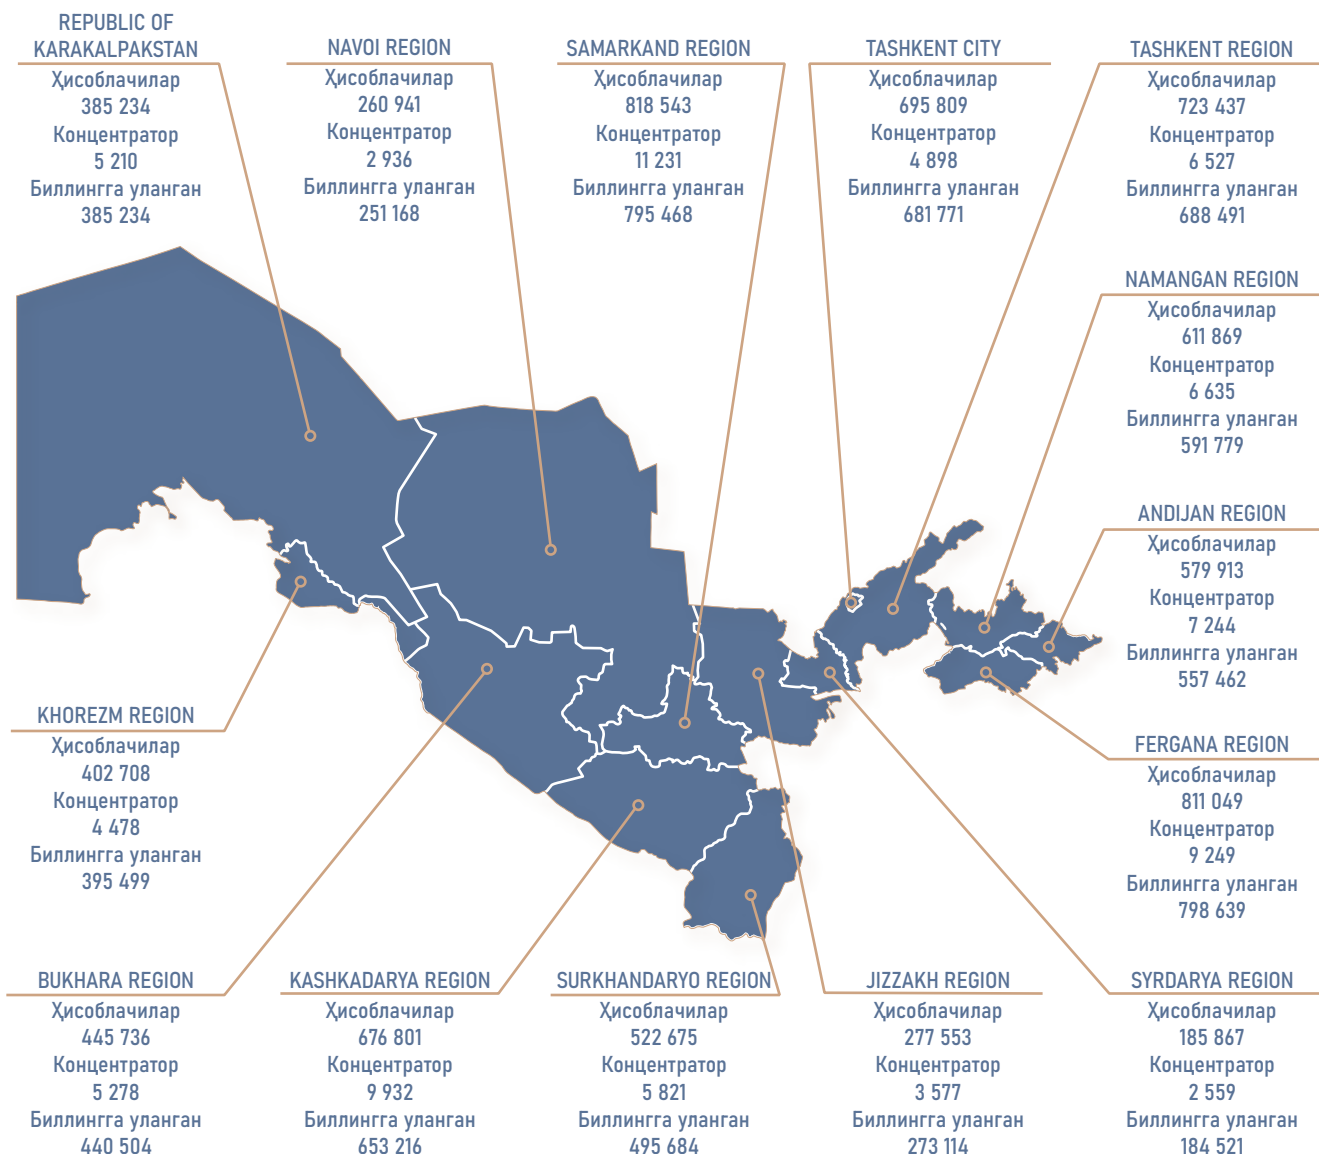 REPUBLIC OF
KARAKALPAKSTAN
Ҳисоблачилар
385 234
Концентратор
5 210
Биллингга уланган
385 234
NAVOI REGION
Ҳисоблачилар
260 941
Концентратор
2 936
Биллингга уланган
251 168
SAMARKAND REGION
Ҳисоблачилар
818 543
Концентратор
11 231
Биллингга уланган
795 468
TASHKENT CITY
Ҳисоблачилар
695 809
Концентратор
4 898
Биллингга уланган
681 771
TASHKENT REGION
Ҳисоблачилар
723 437
Концентратор
6 527
Биллингга уланган
688 491
NAMANGAN REGION
Ҳисоблачилар
611 869
Концентратор
6 635
Биллингга уланган
591 779
ANDIJAN REGION
Ҳисоблачилар
579 913
Концентратор
7 244
Биллингга уланган
557 462
KHOREZM REGION
Ҳисоблачилар
402 708
Концентратор
4 478
Биллингга уланган
395 499
FERGANA REGION
Ҳисоблачилар
811 049
Концентратор
9 249
Биллингга уланган
798 639
BUKHARA REGION
Ҳисоблачилар
445 736
Концентратор
5 278
Биллингга уланган
440 504
KASHKADARYA REGION
Ҳисоблачилар
676 801
Концентратор
9 932
Биллингга уланган
653 216
SURKHANDARYO REGION
Ҳисоблачилар
522 675
Концентратор
5 821
Биллингга уланган
495 684
JIZZAKH REGION
Ҳисоблачилар
277 553
Концентратор
3 577
Биллингга уланган
273 114
SYRDARYA REGION
Ҳисоблачилар
185 867
Концентратор
2 559
Биллингга уланган
184 521